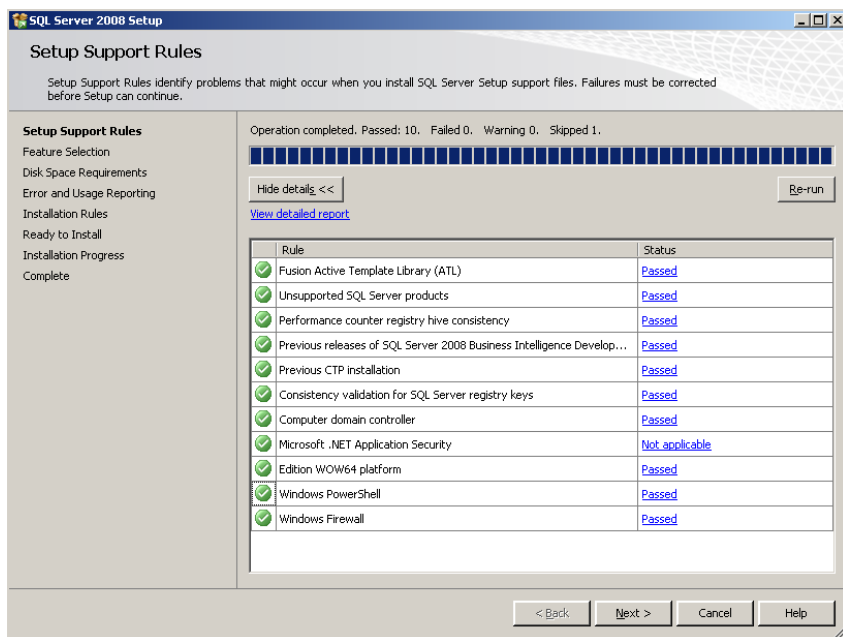 SQL Server 2008 Setup
Setup Support Rules
Setup Support Rules identify problems that might occur when you install SQL Server Setup support files. Failures must be corrected
before Setup can continue.
Setup Support Rules
Feature Selection
Disk Space Requirements
Error and Usage Reporting
Installation Rules
Ready to Install
Installation Progress
Complete
Operation completed. Passed: 10. Failed 0. Warning 0. Skipped 1.
Hide details <<
Re-run
View detailed report
Rule Status
Fusion Active Template Library (ATL) Passed
Unsupported SQL Server products Passed
Performance counter registry hive consistency Passed
Previous releases of SQL Server 2008 Business Intelligence Develop... Passed
Previous CTP installation Passed
Consistency validation for SQL Server registry keys Passed
Computer domain controller Passed
Microsoft .NET Application Security Not applicable
Edition WOW64 platform Passed
Windows PowerShell Passed
Windows Firewall Passed
< Back Next > Cancel Help